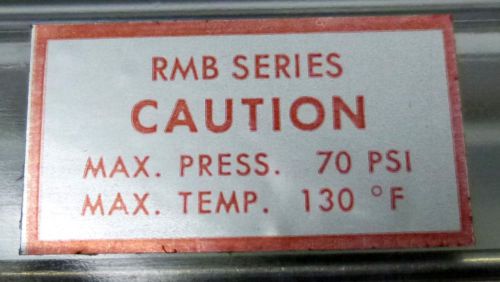 RMB SERIES
CAUTION
MAX. PRESS. 70 PSI
MAX. TEMP. 130 °F